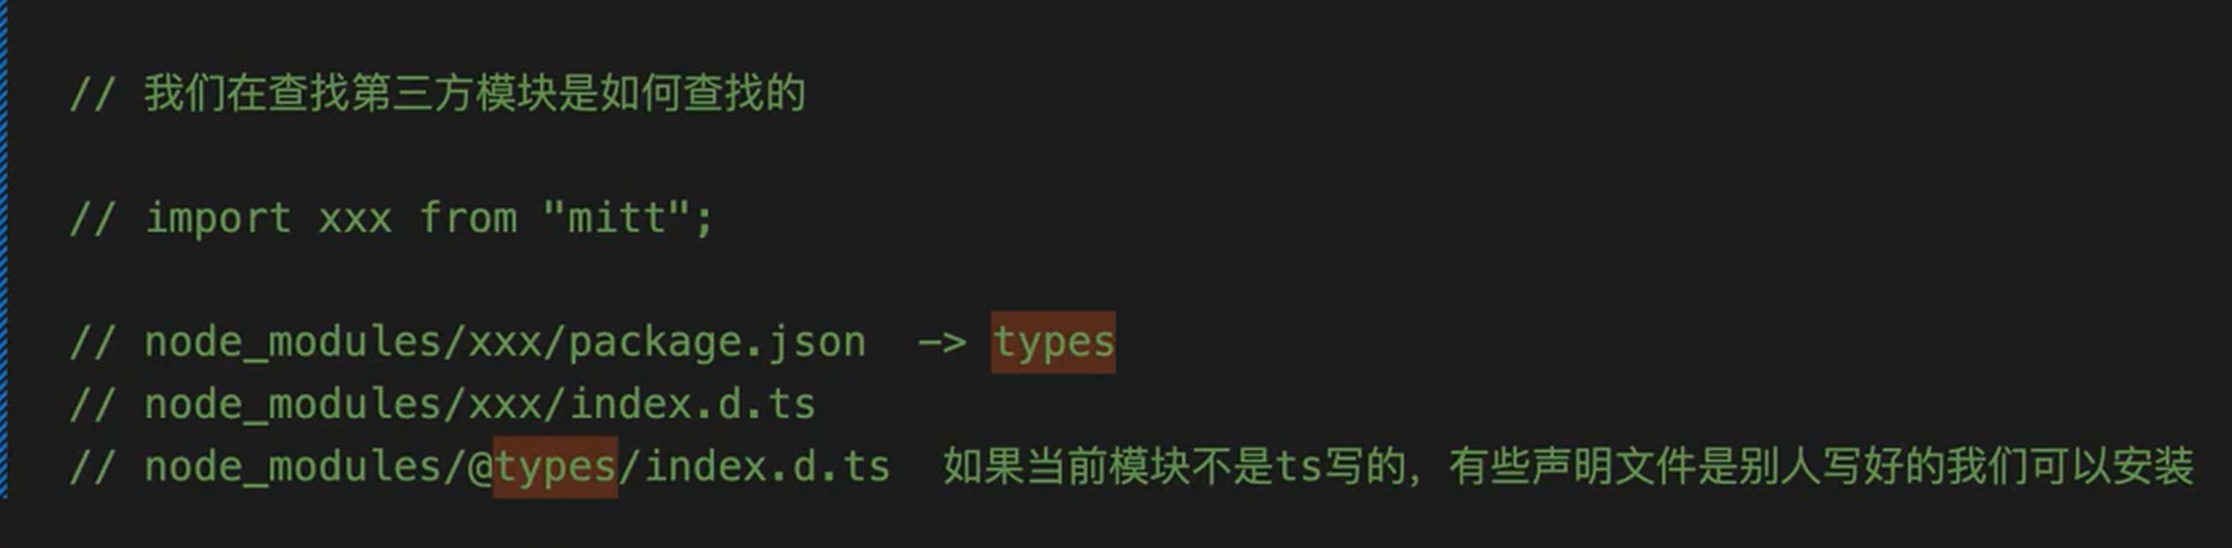 // 我们在查找第三方模块是如何查找的
// import xxx from "mitt";
// node_modules/xxx/package.json  -> types
// node_modules/xxx/index.d.ts
// node_modules/@types/index.d.ts  如果当前模块不是ts写的，有些声明文件是别人写好的我们可以安装